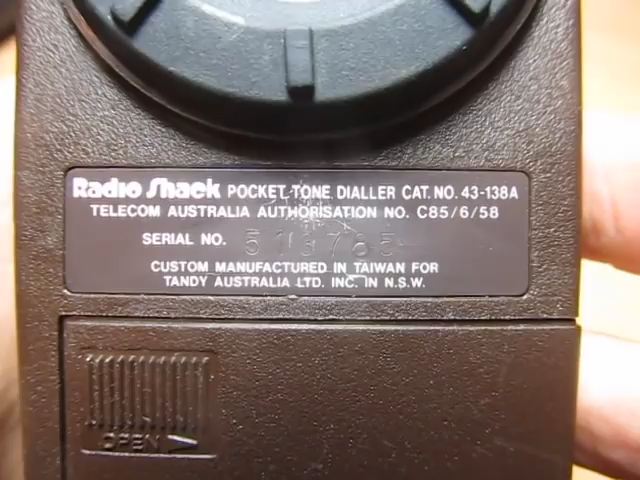 Radio Shack POCKET TONE DIALLER CAT. NO. 43-138A
TELECOM AUSTRALIA AUTHORISATION NO. C85/6/58
SERIAL NO.
CUSTOM MANUFACTURED IN TAIWAN FOR
TANDY AUSTRALIA LTD. INC. IN N.S.W.
OPEN